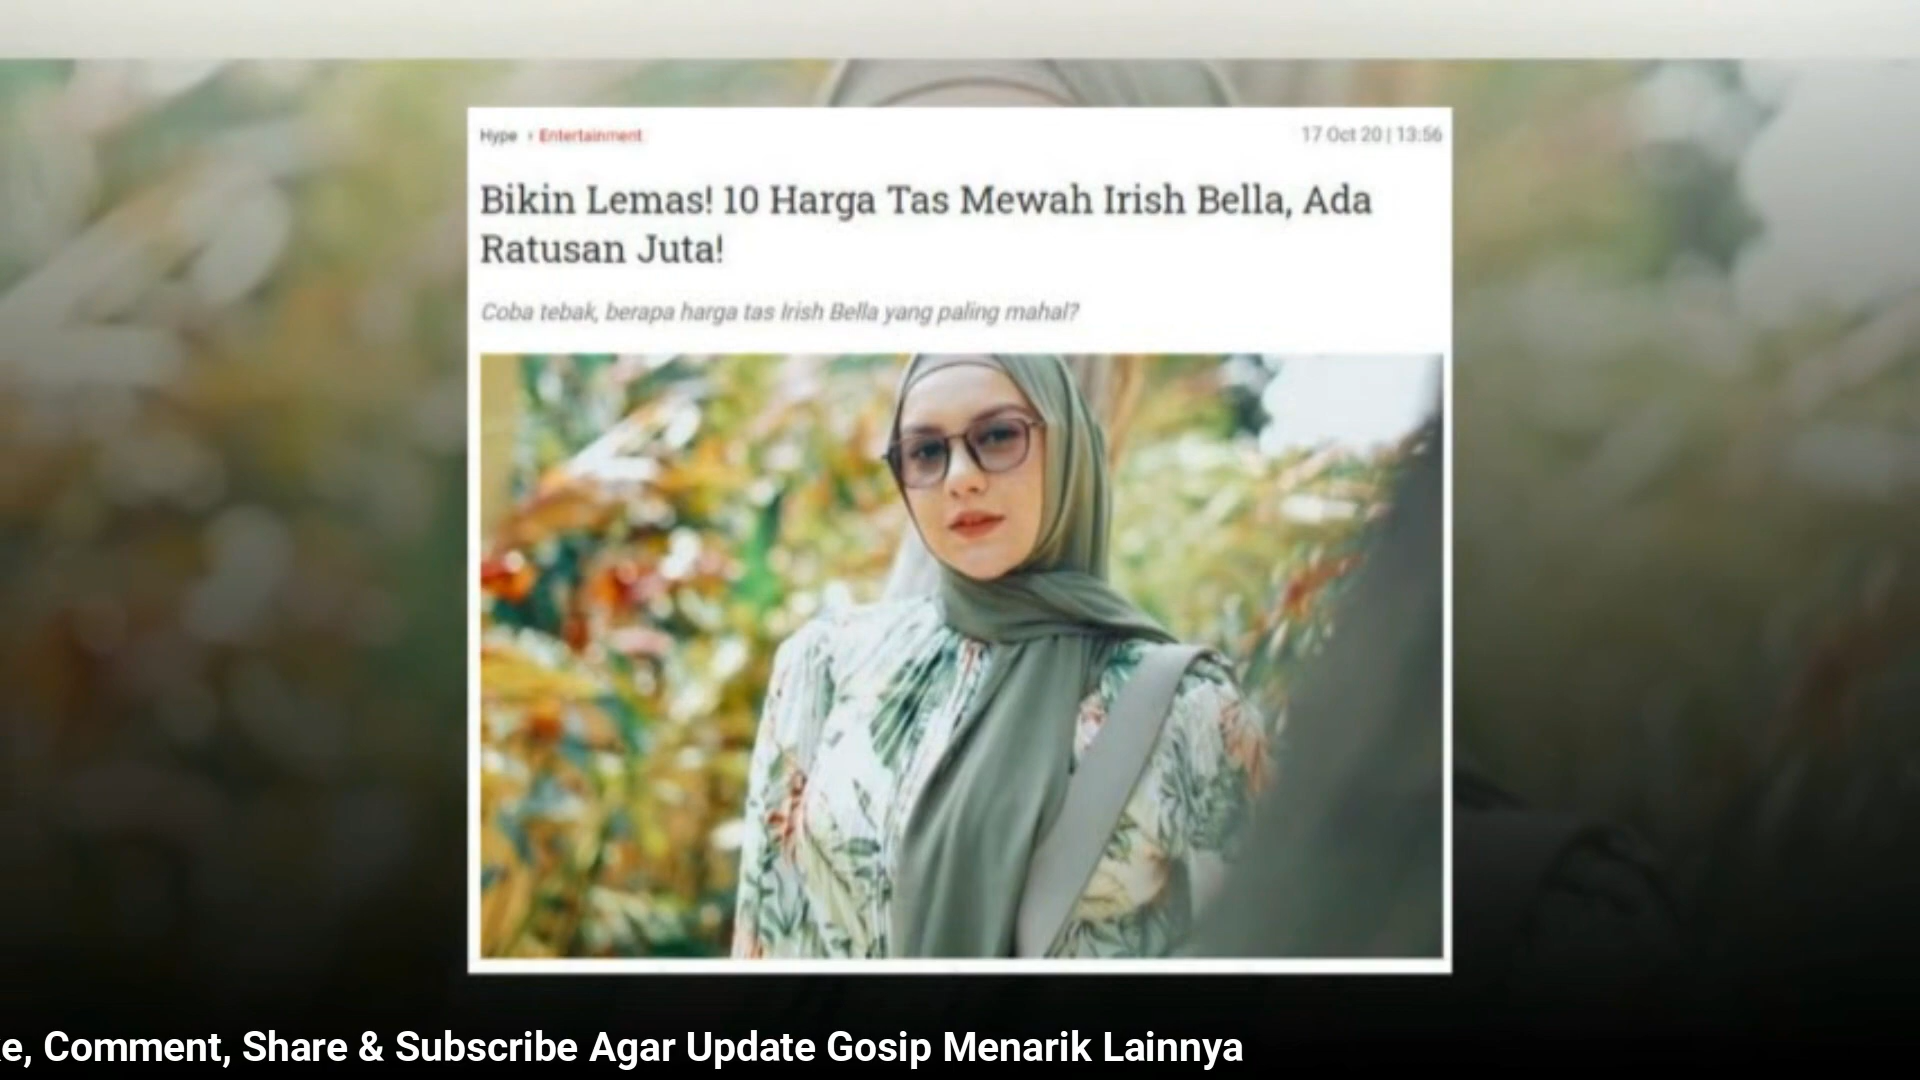 Hype › Entertainment
17 Oct 20 | 13:56
Bikin Lemas! 10 Harga Tas Mewah Irish Bella, Ada
Ratusan Juta!
Coba tebak, berapa harga tas Irish Bella yang paling mahal?
e, Comment, Share & Subscribe Agar Update Gosip Menarik Lainnya